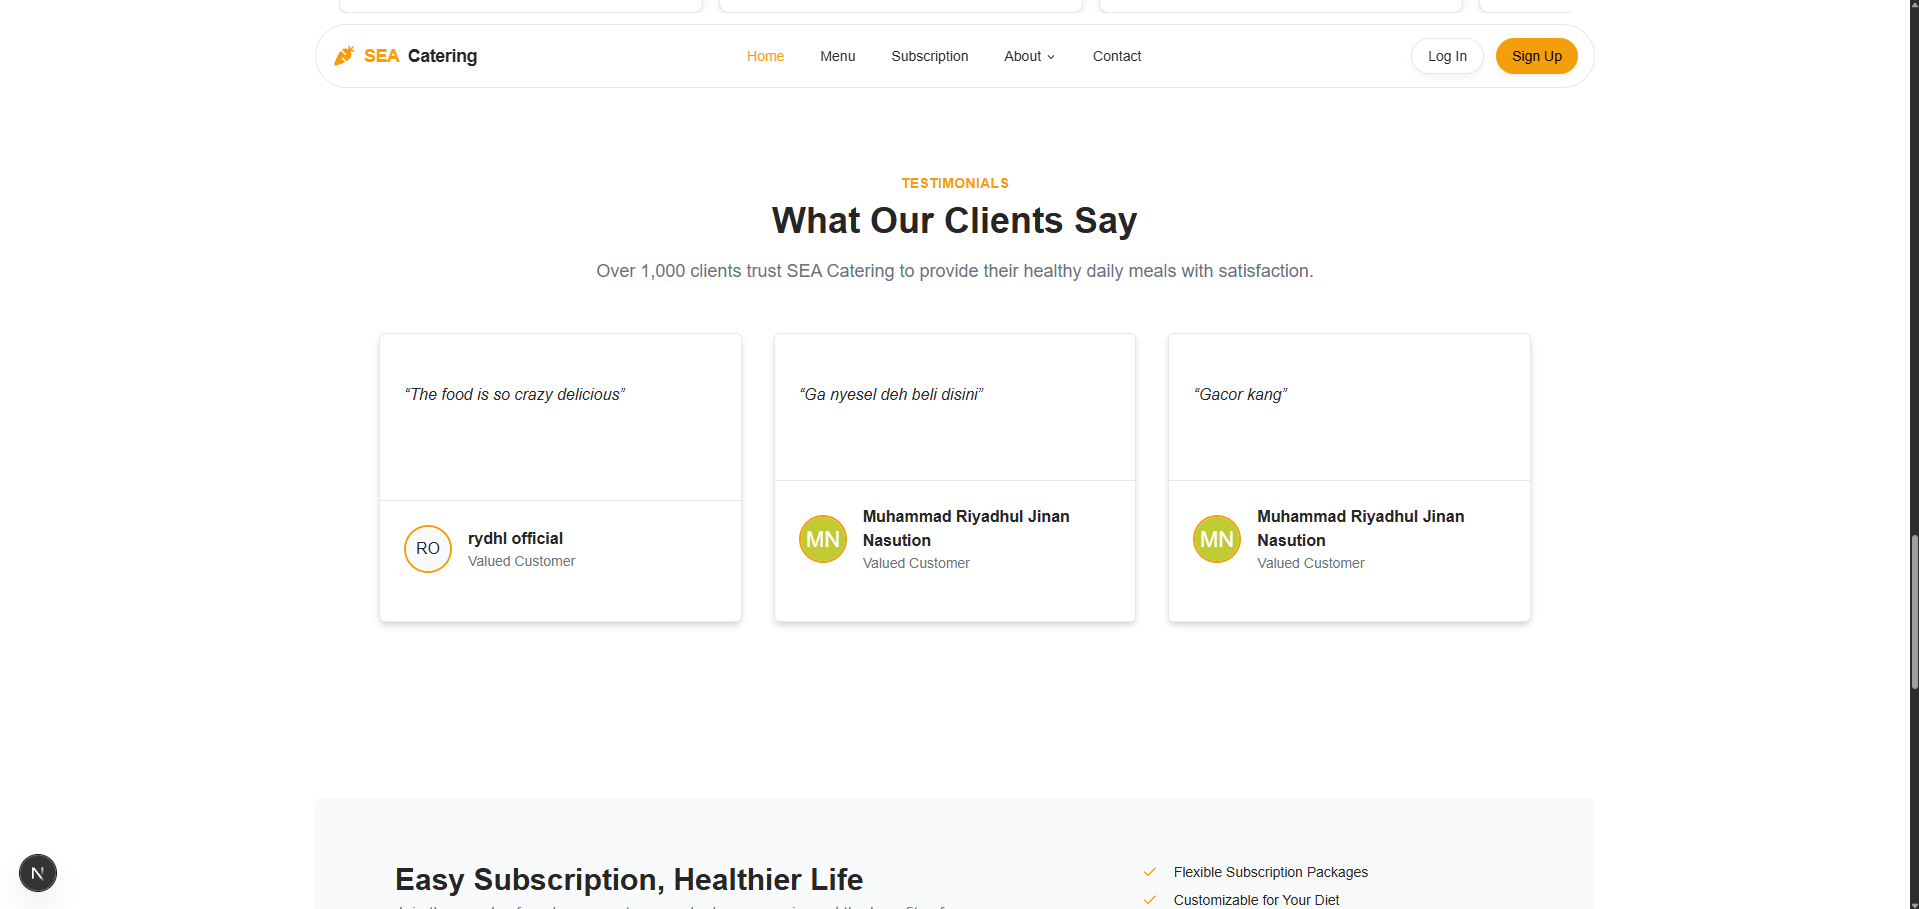 SEA Catering
Home
Menu
Subscription
About
Contact
Log In
Sign Up
TESTIMONIALS
What Our Clients Say
Over 1,000 clients trust SEA Catering to provide their healthy daily meals with satisfaction.
“The food is so crazy delicious”
RO
rydhl official
Valued Customer
“Ga nyesel deh beli disini”
MN
Muhammad Riyadhul Jinan
Nasution
Valued Customer
“Gacor kang”
MN
Muhammad Riyadhul Jinan
Nasution
Valued Customer
Easy Subscription, Healthier Life
Flexible Subscription Packages
Customizable for Your Diet
N